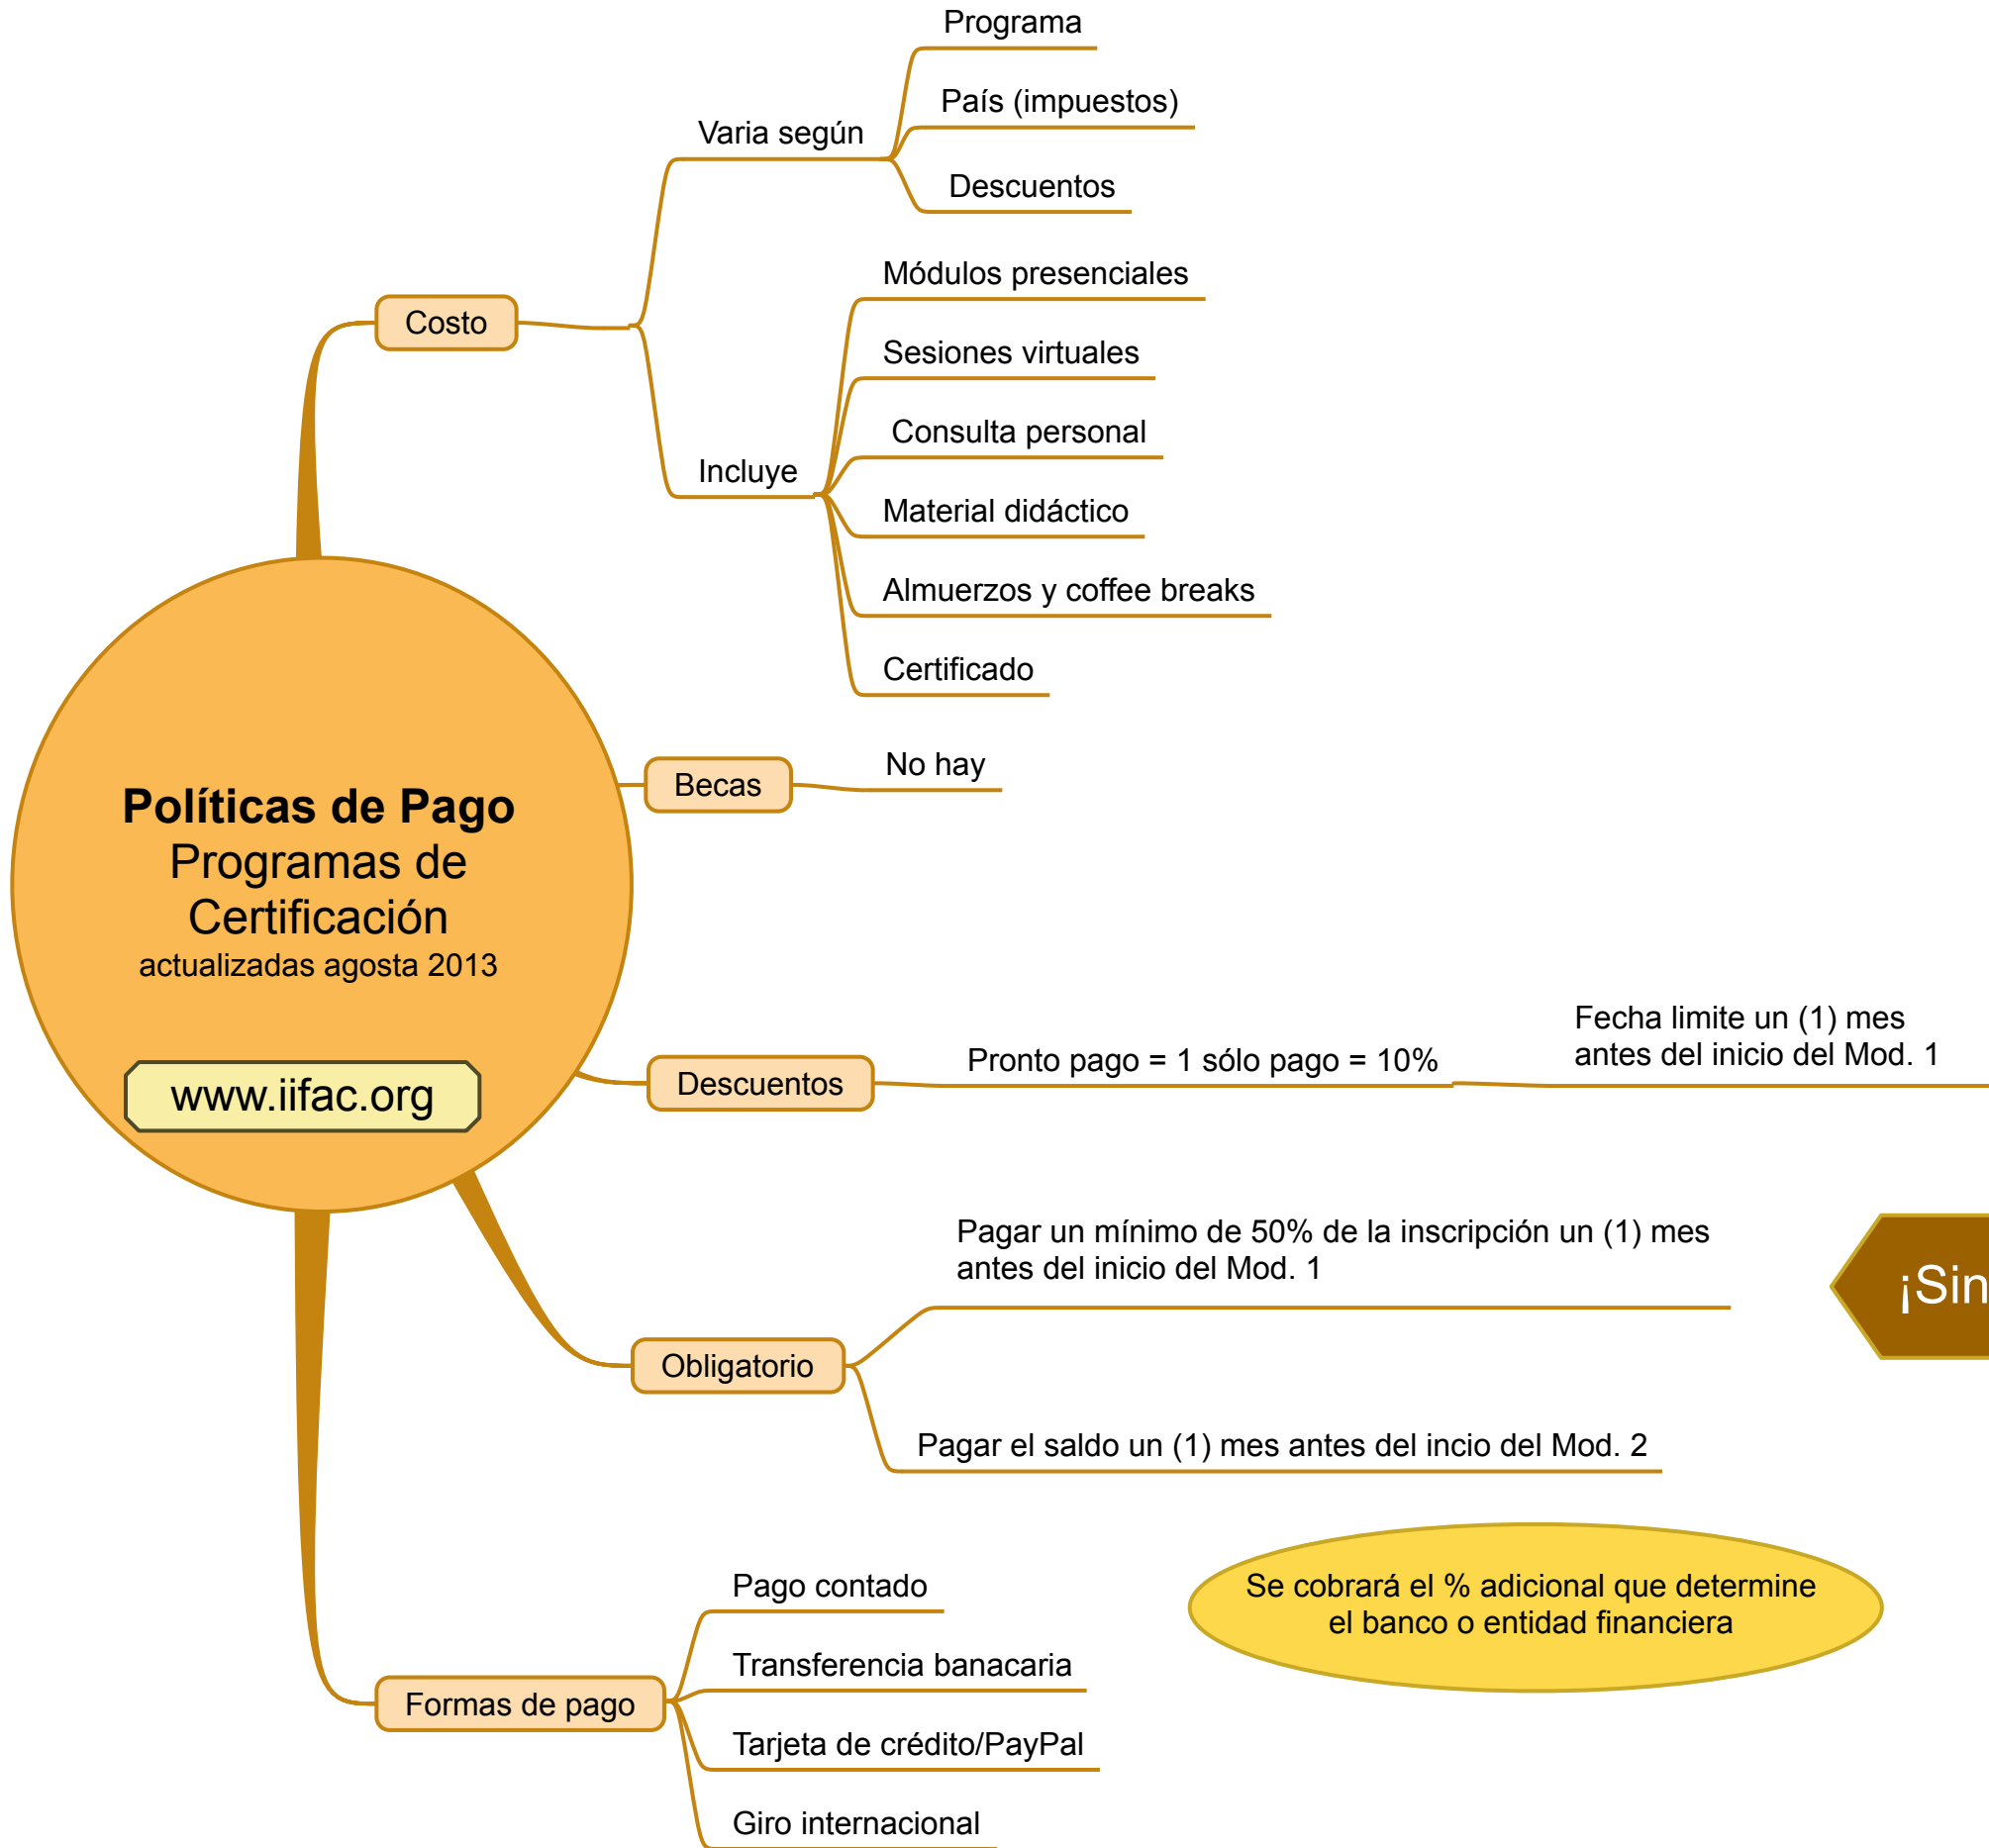 Programa
País (impuestos)
Varia según
Descuentos
Módulos presenciales
Costo
Sesiones virtuales
Consulta personal
Incluye
Material didáctico
Almuerzos y coffee breaks
Certificado
No hay
Becas
Políticas de Pago
Programas de
Certificación
actualizadas agosta 2013
www.iifac.org
Fecha limite un (1) mes
antes del inicio del Mod. 1
Pronto pago = 1 sólo pago = 10%
Descuentos
Pagar un mínimo de 50% de la inscripción un (1) mes
antes del inicio del Mod. 1
¡Sin
Obligatorio
Pagar el saldo un (1) mes antes del incio del Mod. 2
Se cobrará el % adicional que determine
el banco o entidad financiera
Pago contado
Transferencia banacaria
Formas de pago
Tarjeta de crédito/PayPal
Giro internacional